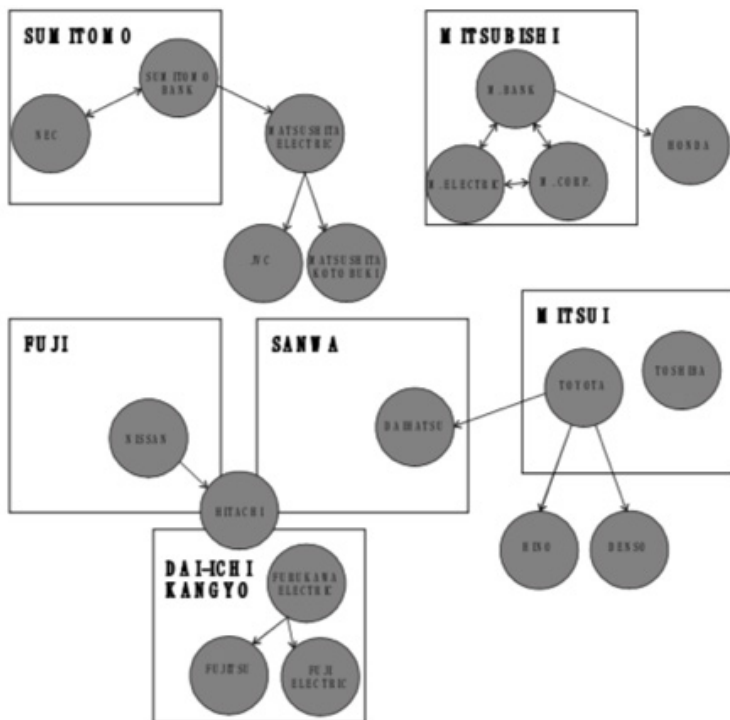 SUMITOMO
SUMITOMO
BANK
NEC
MATSUSHITA
ELECTRIC
JVC
MATSUSHITA
KOTOBUKI
MITSUBISHI
M.BANK
M.ELECTRIC
M.CORP.
HONDA
FUJI
NISSAN
HITACHI
SANWA
DAIHATSU
MITSUI
TOYOTA
TOSHIBA
HINO
DENSO
DAI-ICHI
KANGYO
FURUKAWA
ELECTRIC
FUJITSU
FUJI
ELECTRIC